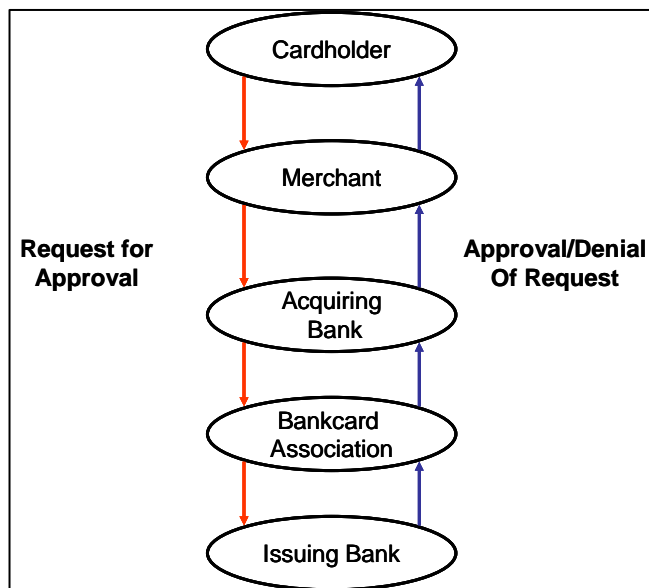 Cardholder
Merchant
Request for
Approval
Approval/Denial
Of Request
Acquiring
Bank
Bankcard
Association
Issuing Bank